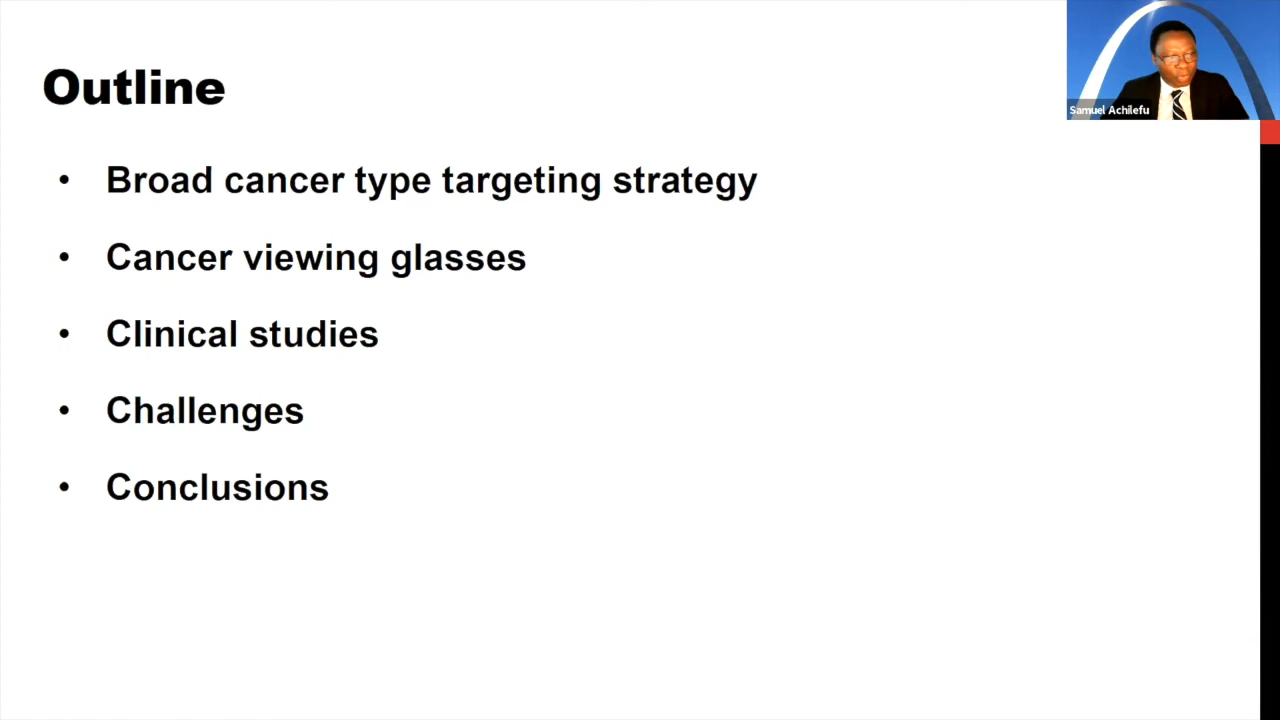 Outline
Samuel Achilefu
• Broad cancer type targeting strategy
• Cancer viewing glasses
• Clinical studies
• Challenges
• Conclusions